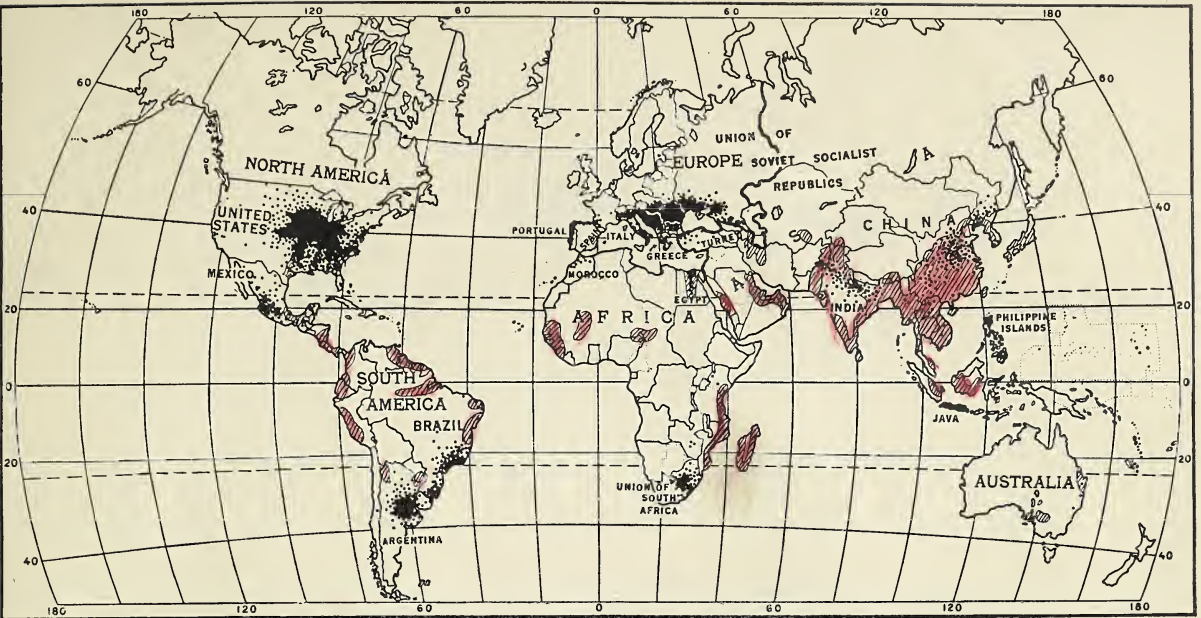 180 120 60 0 60 120 180
60 60
UNION OF
NORTH AMERICA
EUROPE SOVIET SOCIALIST
A
REPUBLICS
40 40
UNITED
STATES
CHINA
PORTUGAL
SPAIN
ITALY
TURKEY
GREECE
MEXICO
MOROCCO
A
EGYPT
INDIA
20 20
AFRICA
PHILIPPINE
ISLANDS
SOUTH
0 0
AMERICA
BRAZIL
JAVA
20 20
AUSTRALIA
UNION OF
SOUTH
AFRICA
ARGENTINA
40 40
180 120 60 0 60 120 180